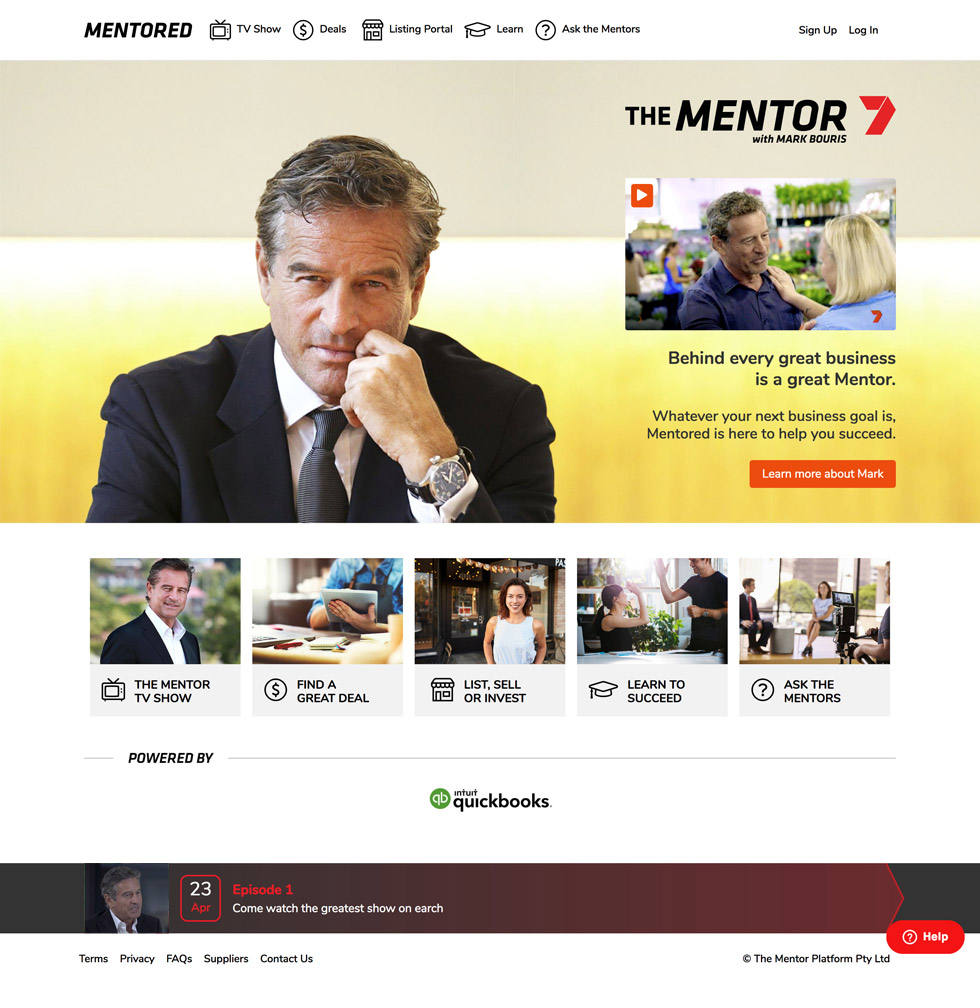 MENTORED
TV Show
Deals
Listing Portal
Learn
Ask the Mentors
Sign Up
Log In
THE MENTOR 7
with MARK BOURIS
Behind every great business
is a great Mentor.
Whatever your next business goal is,
Mentored is here to help you succeed.
Learn more about Mark
THE MENTOR
TV SHOW
FIND A
GREAT DEAL
LIST, SELL
OR INVEST
LEARN TO
SUCCEED
ASK THE
MENTORS
POWERED BY
qb
intuit
quickbooks.
23
Apr
Episode 1
Come watch the greatest show on earch
Help
Terms
Privacy
FAQs
Suppliers
Contact Us
© The Mentor Platform Pty Ltd